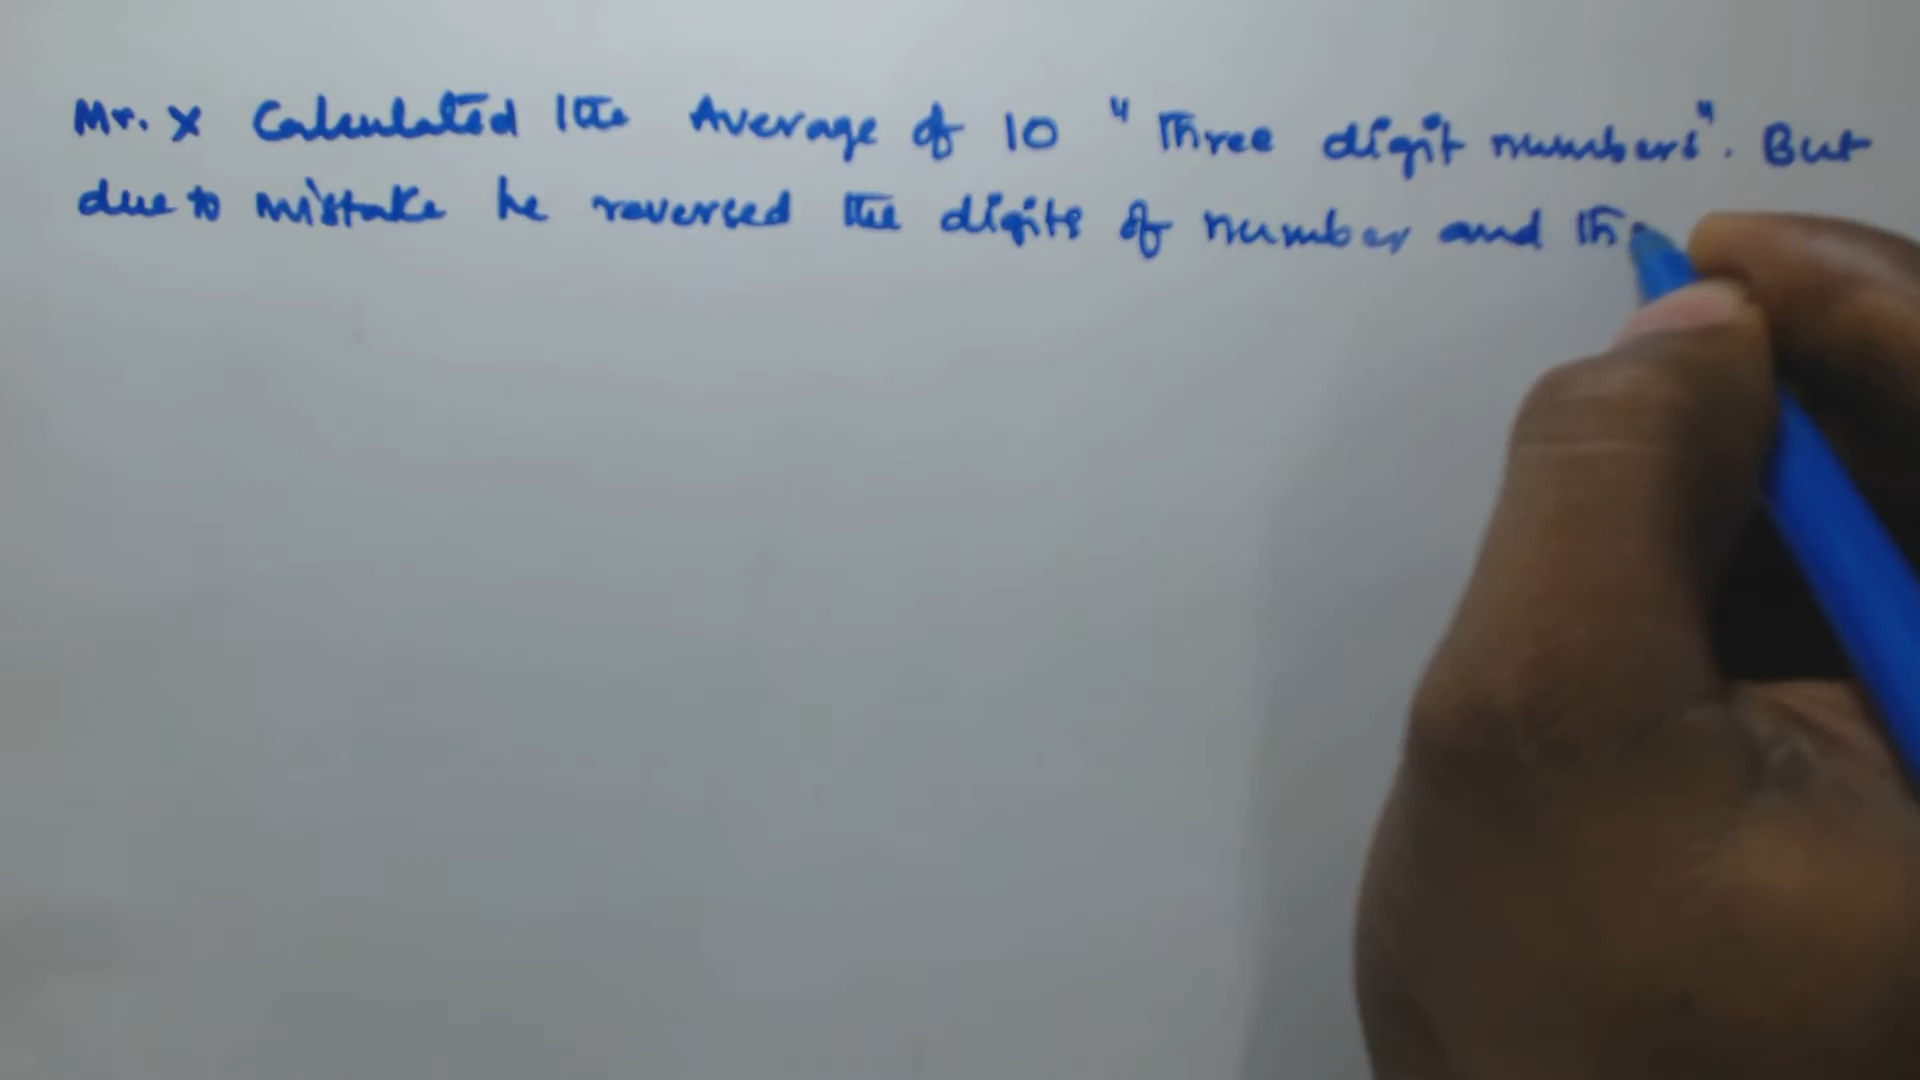 Mr. X Calculated the Average of 10 "Three digit numbers". But
due to mistake he reversed the digits of number and